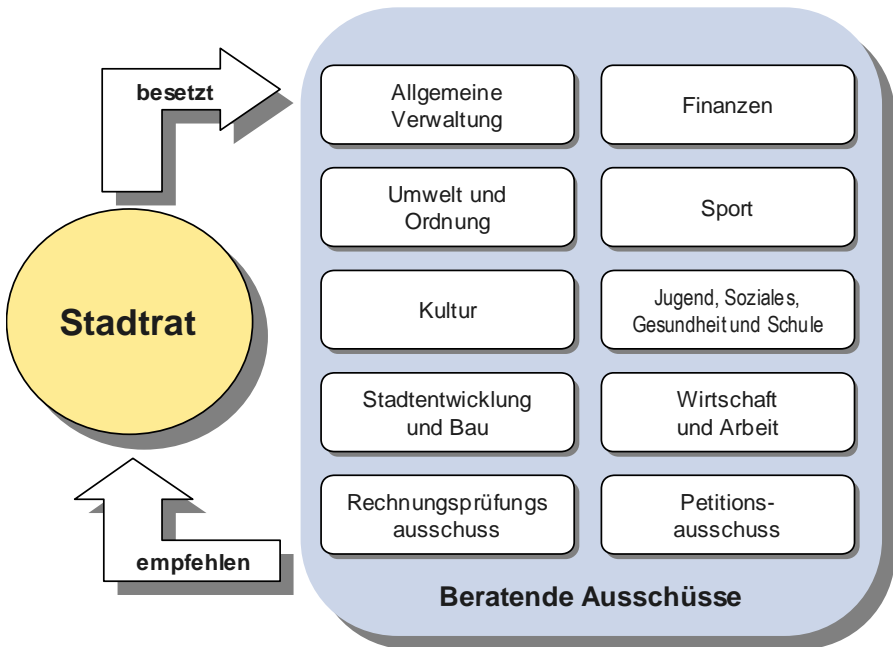 besetzt
Allgemeine
Verwaltung
Finanzen
Umwelt und
Ordnung
Sport
Stadtrat
Kultur
Jugend, Soziales,
Gesundheit und Schule
Stadtentwicklung
und Bau
Wirtschaft
und Arbeit
Rechnungsprüfungs
ausschuss
Petitions-
ausschuss
empfehlen
Beratende Ausschüsse